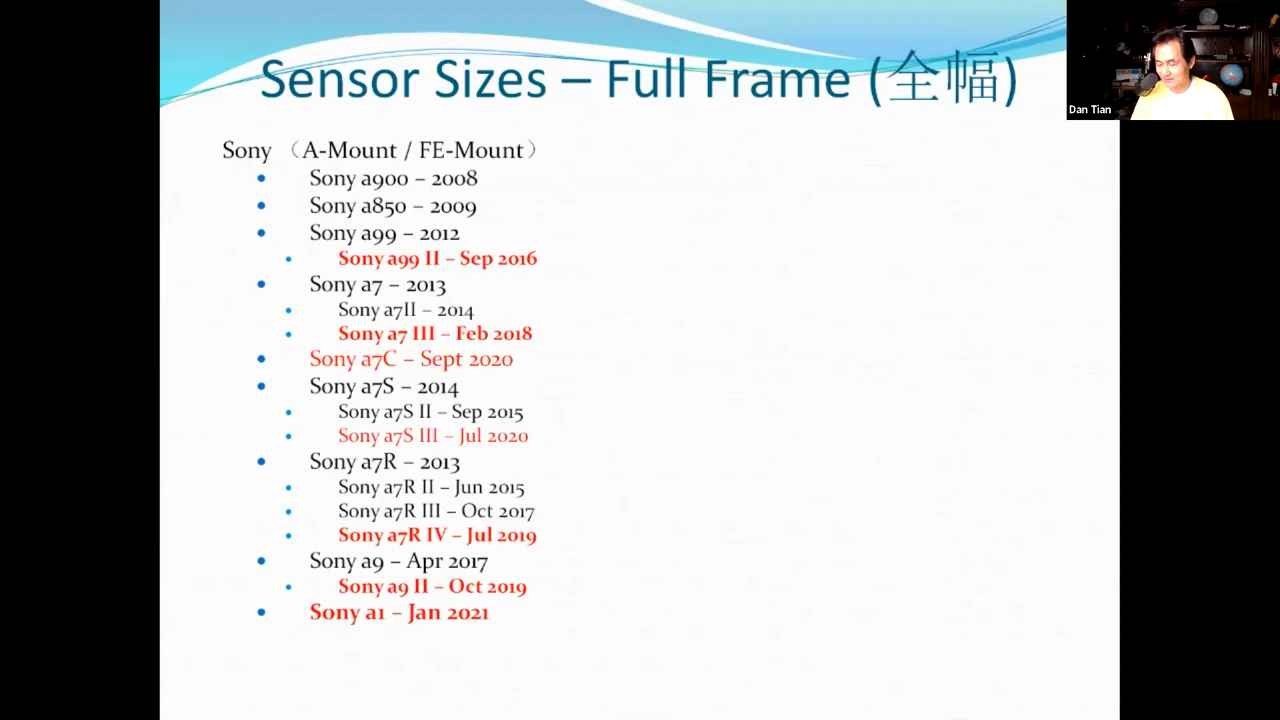 Sensor Sizes – Full Frame (全幅)
Dan Tian
Sony （A-Mount / FE-Mount）
• Sony a900 – 2008
• Sony a850 – 2009
• Sony a99 – 2012
• Sony a99 II – Sep 2016
• Sony a7 – 2013
• Sony a7II – 2014
• Sony a7 III – Feb 2018
• Sony a7C – Sept 2020
• Sony a7S – 2014
• Sony a7S II – Sep 2015
• Sony a7S III – Jul 2020
• Sony a7R – 2013
• Sony a7R II – Jun 2015
• Sony a7R III – Oct 2017
• Sony a7R IV – Jul 2019
• Sony a9 – Apr 2017
• Sony a9 II – Oct 2019
• Sony a1 – Jan 2021